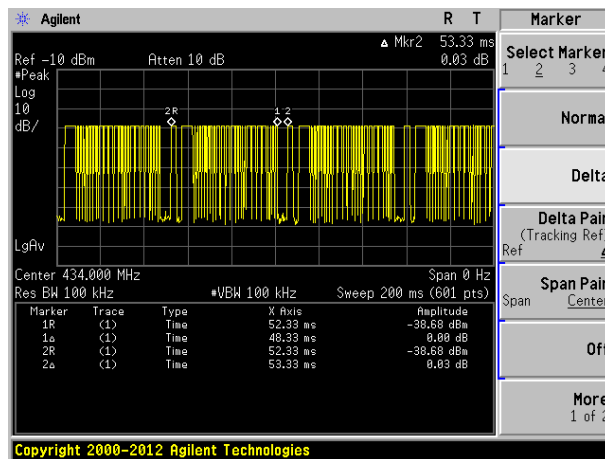 Agilent R T Marker
Δ Mkr2 53.33 ms
Ref -10 dBm Atten 10 dB 0.03 dB
#Peak
Log
10
dB/
2R 1 2
LgAv
Center 434.000 MHz Span 0 Hz
Res BW 100 kHz #VBW 100 kHz Sweep 200 ms (601 pts)
Marker Trace Type X Axis Amplitude
1R (1) Time 52.33 ms -38.68 dBm
1Δ (1) Time 48.33 ms 0.00 dB
2R (1) Time 52.33 ms -38.68 dBm
2Δ (1) Time 53.33 ms 0.03 dB
Select Marker
1 2 3
Norma
Delta
Delta Pair
(Tracking Ref)
Ref
Span Pair
Span Center
Off
More
1 of 2
Copyright 2000-2012 Agilent Technologies